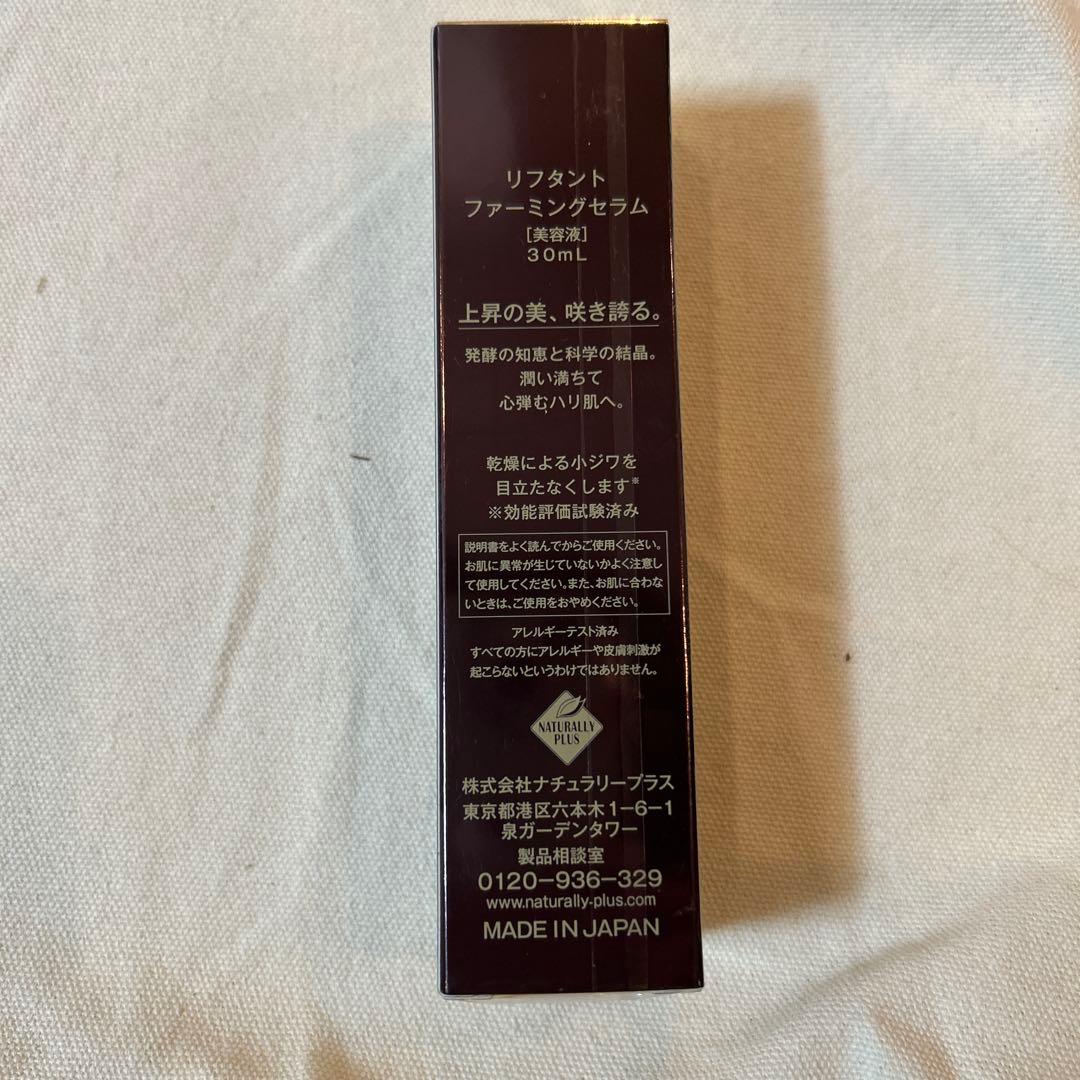 リフタント
ファーミングセラム
[美容液]
30mL
上昇の美、咲き誇る。
発酵の知恵と科学の結晶。
潤い満ちて
心弾むハリ肌へ。
乾燥による小ジワを
目立たなくします※
※効能評価試験済み
説明書をよく読んでからご使用ください。
お肌に異常が生じていないかよく注意し
て使用してください。また、お肌に合わな
いときは、ご使用をおやめください。
アレルギーテスト済み
すべての方にアレルギーや皮膚刺激が
起こらないというわけではありません。
NATURALLY
PLUS
株式会社ナチュラリープラス
東京都港区六本木1-6-1
泉ガーデンタワー
製品相談室
0120-936-329
www.naturally-plus.com
MADE IN JAPAN